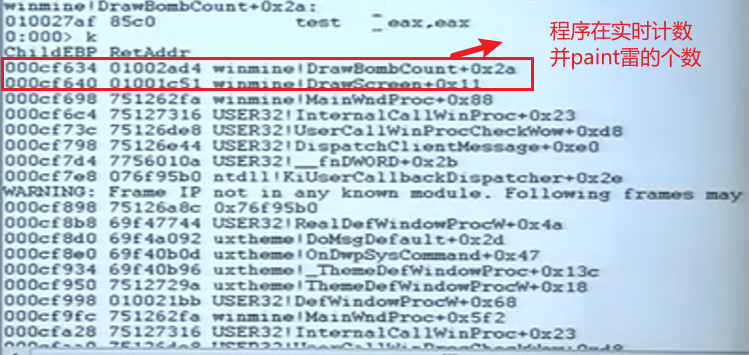 winmine!DrawBombCount+0x2a:
010027af 85c0 test eax,eax
0:000> k
ChildEBP RetAddr
000cf634 01002ad4 winmine!DrawBombCount+0x2a
000cf640 01001c51 winmine!DrawScreen+0x11
000cf698 751262fa winmine!MainWndProc+0x88
000cf6c4 75127316 USER32!InternalCallWinProc+0x23
000cf73c 75126de8 USER32!UserCallWinProcCheckWow+0xd8
000cf798 75126e44 USER32!DispatchClientMessage+0xe0
000cf7d4 7756010a USER32!__fnDWORD+0x2b
000cf7e8 076f95b0 ntdll!KiUserCallbackDispatcher+0x2e
WARNING: Frame IP not in any known module. Following frames may
000cf898 75126a8c 0x76f95b0
000cf8b8 69f47744 USER32!RealDefWindowProcW+0x4a
000cf8d0 69f4a092 uxtheme!DoMsgDefault+0x2d
000cf8e0 69f40b0d uxtheme!OnDwpSysCommand+0x47
000cf934 69f40b96 uxtheme!_ThemeDefWindowProc+0x13c
000cf950 7512729a uxtheme!ThemeDefWindowProcW+0x18
000cf998 010021bb USER32!DefWindowProcW+0x68
000cf9fc 751262fa winmine!MainWndProc+0x5f2
000cfa28 75127316 USER32!InternalCallWinProc+0x23
程序在实时计数
并paint雷的个数